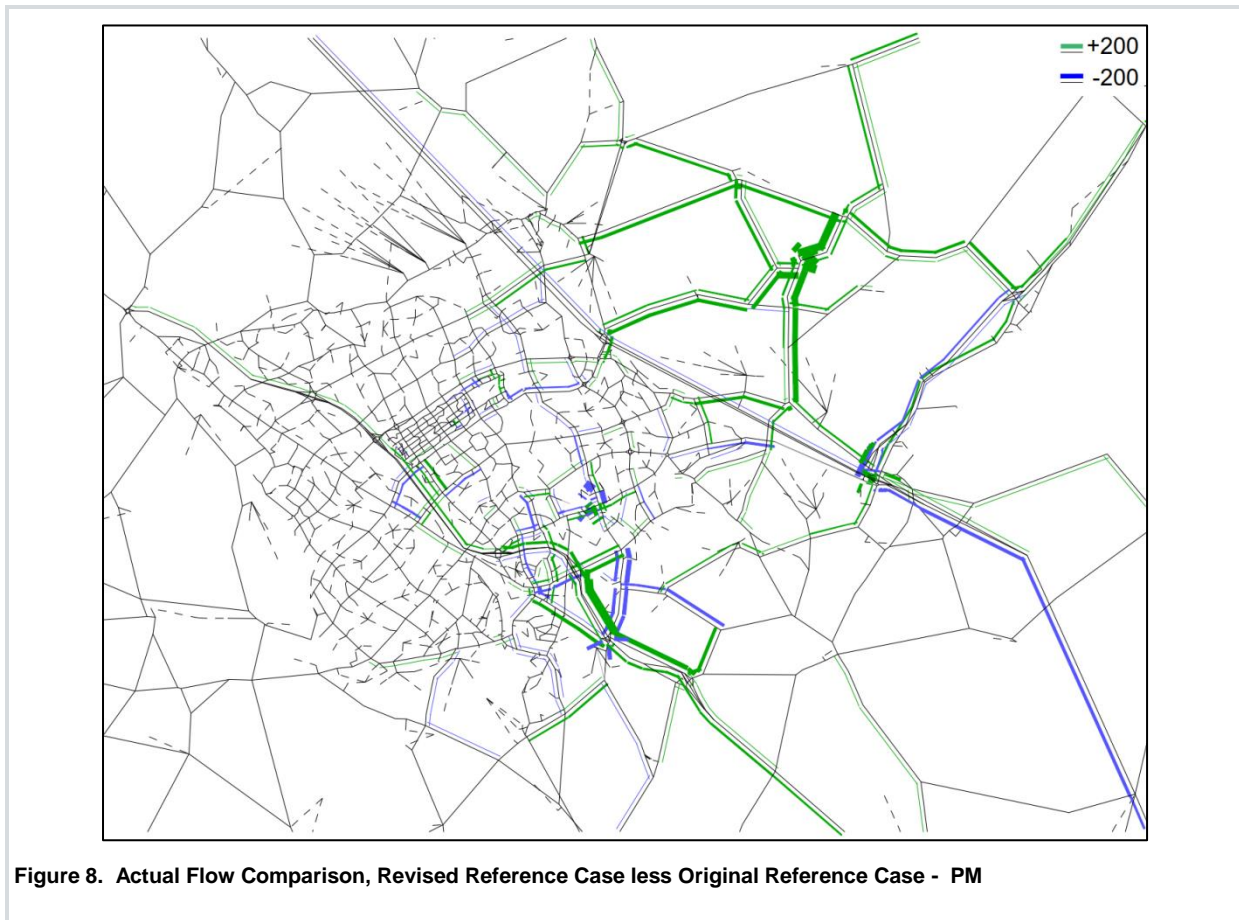 +200
-200
Figure 8. Actual Flow Comparison, Revised Reference Case less Original Reference Case - PM